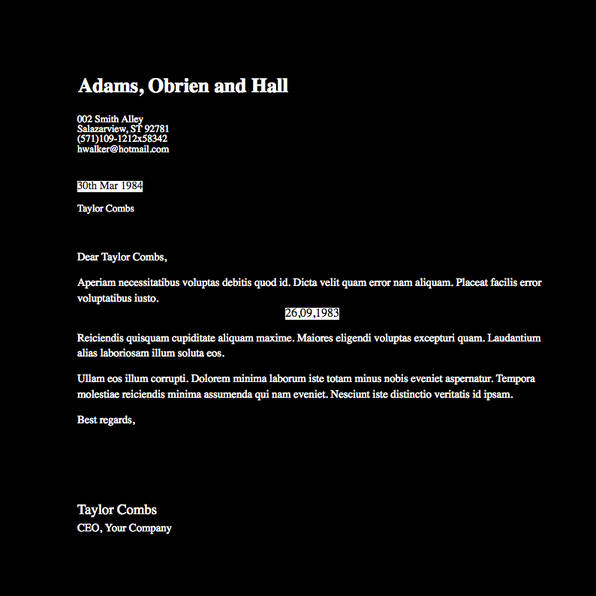 Adams, Obrien and Hall
002 Smith Alley
Salazarview, ST 92781
(571)109-1212x58342
hwalker@hotmail.com
30th Mar 1984
Taylor Combs
Dear Taylor Combs,
Aperiam necessitatibus voluptas debitis quod id. Dicta velit quam error nam aliquam. Placeat facilis error
voluptatibus iusto.
26,09,1983
Reiciendis quisquam cupiditate aliquam maxime. Maiores eligendi voluptas excepturi quam. Laudantium
alias laboriosam illum soluta eos.
Ullam eos illum corrupti. Dolorem minima laborum iste totam minus nobis eveniet aspernatur. Tempora
molestiae reiciendis minima assumenda qui nam eveniet. Nesciunt iste distinctio veritatis id ipsam.
Best regards,
Taylor Combs
CEO, Your Company